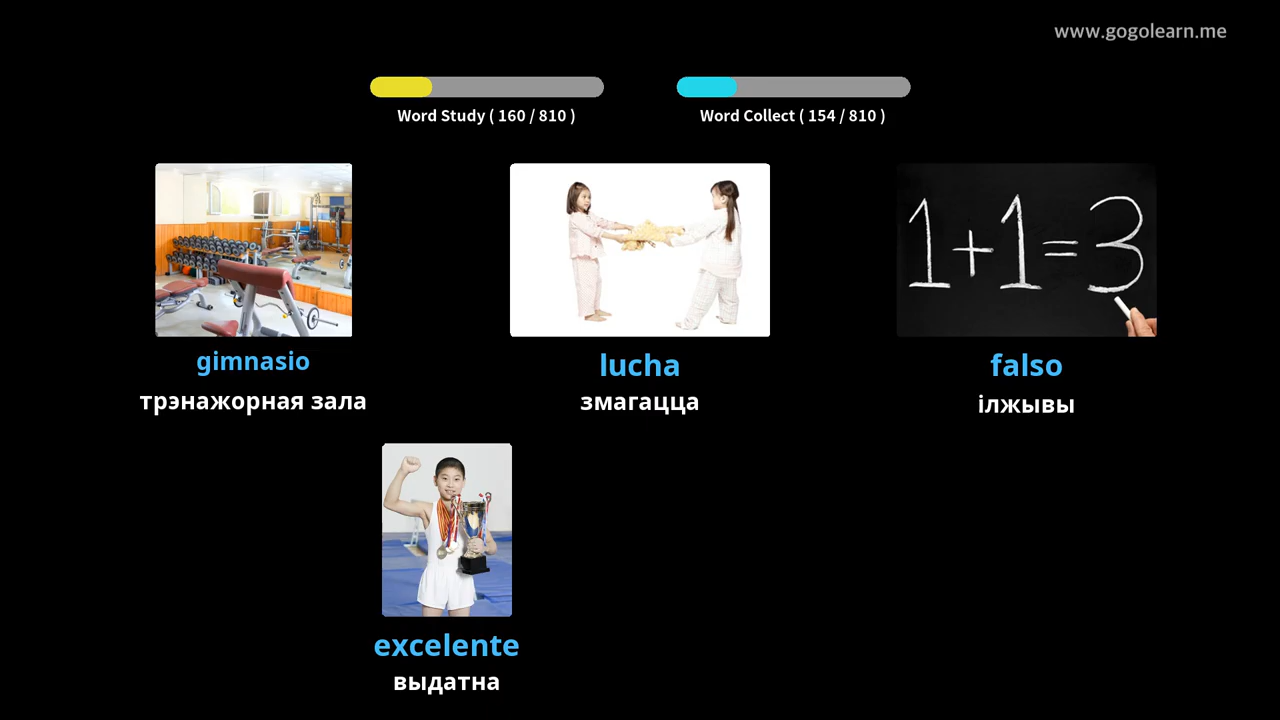 www.gogolearn.me
Word Study ( 160 / 810 )
Word Collect ( 154 / 810 )
1+1=3
gimnasio
lucha
falso
трэнажорная зала
змагацца
ілжывы
excelente
выдатна